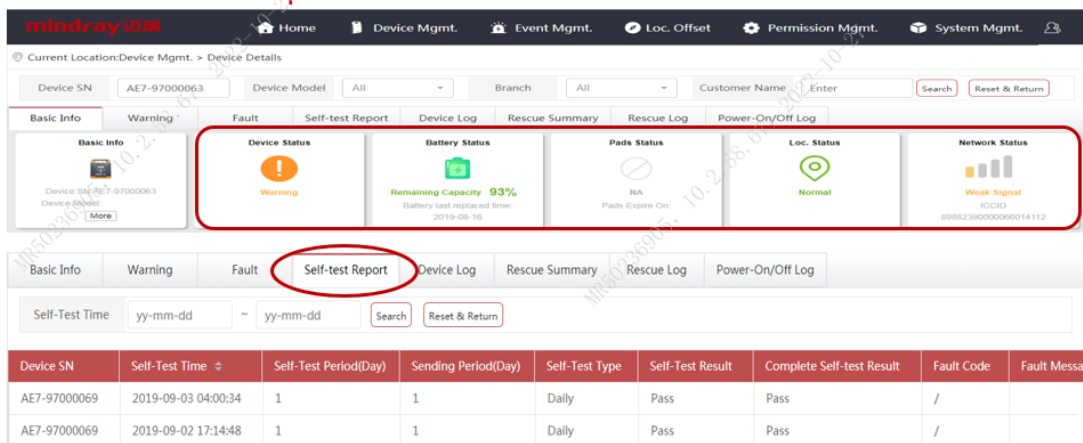 mindray迈瑞 Home Device Mgmt. Event Mgmt. Loc. Offset Permission Mgmt. System Mgmt.
Current Location:Device Mgmt. > Device Details
Device SN AE7-97000063 Device Model All Branch All Customer Name Enter Search Reset & Return
Basic Info Warning Fault Self-test Report Device Log Rescue Summary Rescue Log Power-On/Off Log
Basic Info Device Status Battery Status Pads Status Loc. Status Network Status
Device SN:AE7-97000063 Warning Remaining Capacity 93% NA Normal Weak Signal
Device Model: Battery last replaced time: Pads Expire On: ICCID
More 2019-08-16 89882390000066014112
Basic Info Warning Fault Self-test Report Device Log Rescue Summary Rescue Log Power-On/Off Log
Self-Test Time yy-mm-dd ~ yy-mm-dd Search Reset & Return
Device SN Self-Test Time Self-Test Period(Day) Sending Period(Day) Self-Test Type Self-Test Result Complete Self-test Result Fault Code Fault Messa
AE7-97000069 2019-09-03 04:00:34 1 1 Daily Pass Pass /
AE7-97000069 2019-09-02 17:14:48 1 1 Daily Pass Pass /